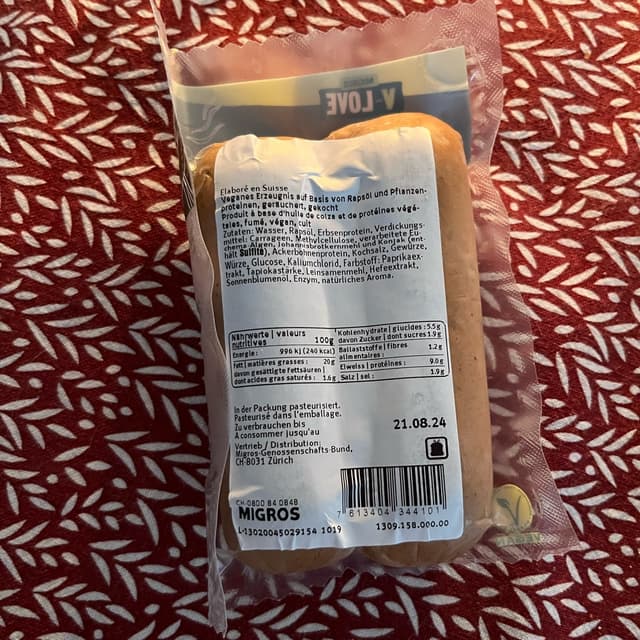 V-LOVE
Elaboré en Suisse
Veganes Erzeugnis auf Basis von Rapsöl und Pflanzen-
proteinen, geräuchert, gekocht
Produit à base d'huile de colza et de protéines végé-
tales, fumé, végan, cuit
Zutaten: Wasser, Rapsöl, Erbsenprotein, Verdickungs-
mittel: Carrageen, Methylcellulose, verarbeitete Eu-
chema-Algen, Johannisbrotkernmehl und Konjak (ent-
hält Sulfite), Ackerbohnenprotein, Kochsalz, Gewürze,
Würze, Glucose, Kaliumchlorid, Farbstoff: Paprikaex-
trakt, Tapiokastärke, Leinsamenmehl, Hefeextrakt,
Sonnenblumenöl, Enzym, natürliches Aroma.
Nährwerte | valeurs
nutritives 100g
Energie: 996 kJ (240 kcal)
Fett | matières grasses: 20g
davon gesättigte Fettsäuren |
dont acides gras saturés: 1.6g
Kohlenhydrate | glucides: 5.5g
davon Zucker | dont sucres 1.9g
Ballaststoffe | fibres
alimentaires: 1.2g
Eiweiss | protéines: 9.0g
Salz | sel: 1.9g
In der Packung pasteurisiert.
Pasteurisé dans l'emballage.
Zu verbrauchen bis
A consommer jusqu'au 21.08.24
Vertrieb / Distribution:
Migros-Genossenschafts-Bund,
CH-8031 Zürich
CH-0800 84 0848
MIGROS
L-13020045029154 1019
7 613404 344101
1309.158.000.00